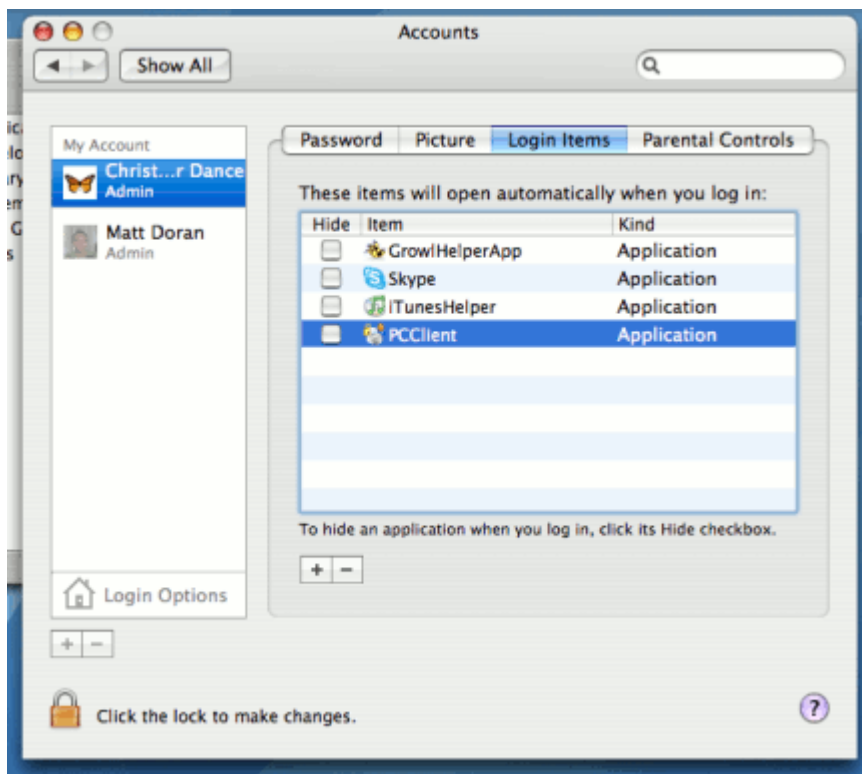 Accounts
Show All
My Account
Christ...r Dance
Admin
Matt Doran
Admin
Login Options
Password Picture Login Items Parental Controls
These items will open automatically when you log in:
Hide Item Kind
GrowlHelperApp Application
Skype Application
iTunesHelper Application
PCClient Application
To hide an application when you log in, click its Hide checkbox.
+ −
+ −
Click the lock to make changes.
?